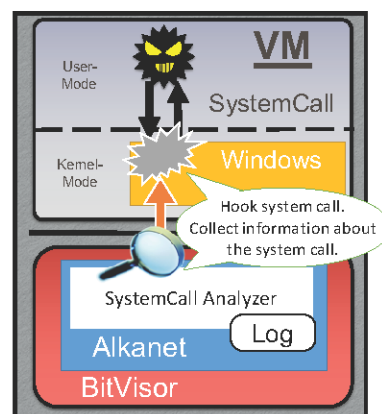 VM
User-
Mode
SystemCall
Kernel-
Mode
Windows
Hook system call.
Collect information about
the system call.
SystemCall Analyzer
Log
Alkanet
BitVisor